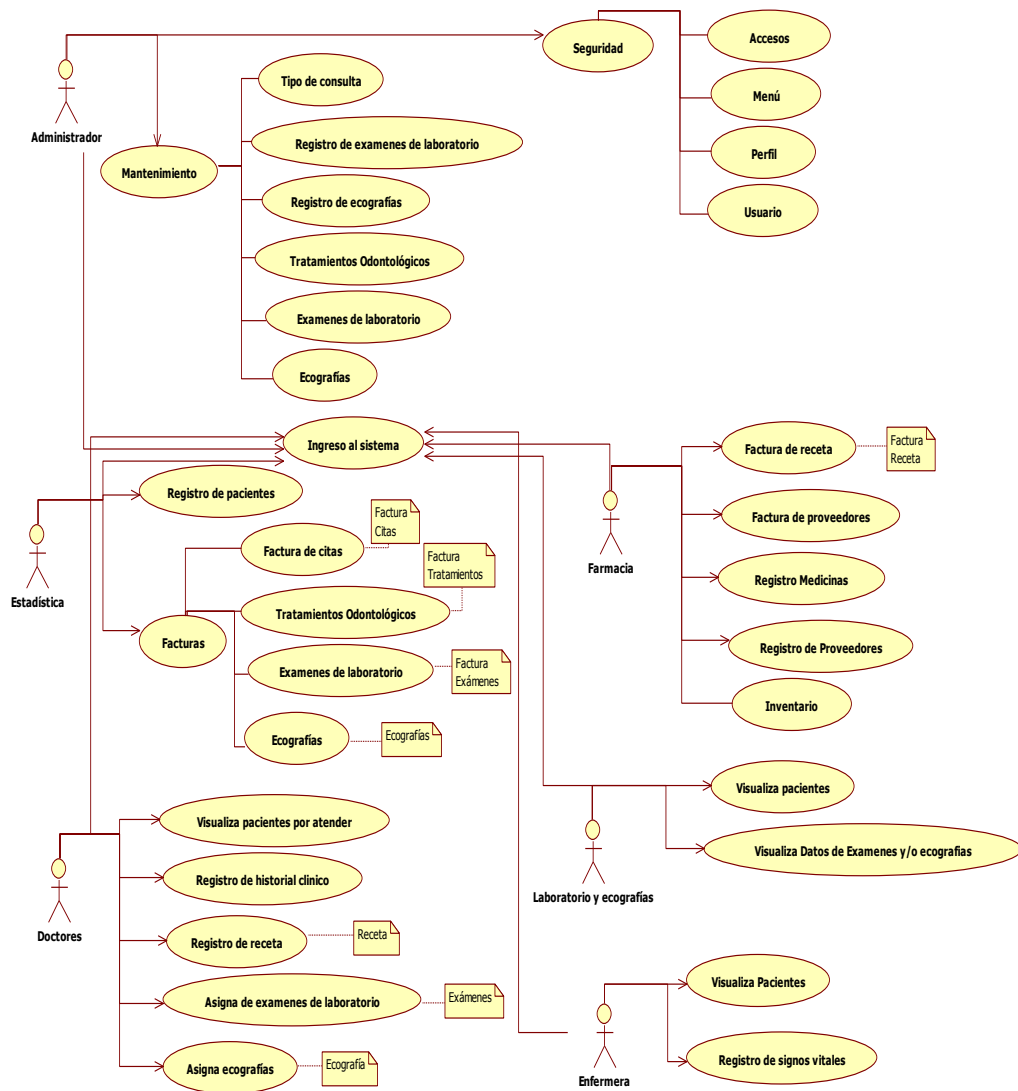 Seguridad
Accesos
Menú
Perfil
Usuario
Administrador
Mantenimiento
Tipo de consulta
Registro de examenes de laboratorio
Registro de ecografías
Tratamientos Odontológicos
Examenes de laboratorio
Ecografías
Ingreso al sistema
Registro de pacientes
Estadística
Facturas
Factura de citas
Factura
Citas
Tratamientos Odontológicos
Factura
Tratamientos
Examenes de laboratorio
Factura
Exámenes
Ecografías
Ecografías
Farmacia
Factura de receta
Factura
Receta
Factura de proveedores
Registro Medicinas
Registro de Proveedores
Inventario
Laboratorio y ecografías
Visualiza pacientes
Visualiza Datos de Examenes y/o ecografias
Doctores
Visualiza pacientes por atender
Registro de historial clinico
Registro de receta
Receta
Asigna de examenes de laboratorio
Exámenes
Asigna ecografías
Ecografía
Enfermera
Visualiza Pacientes
Registro de signos vitales